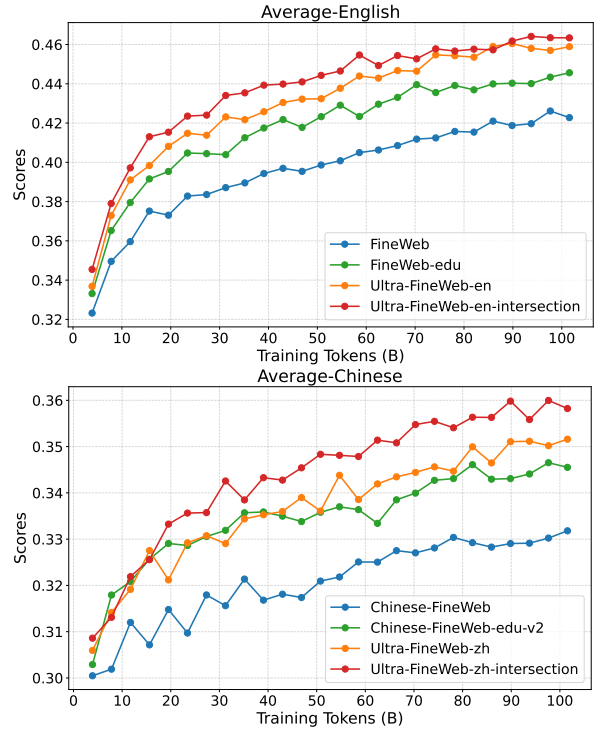 Average-English
Scores
0.46
0.44
0.42
0.40
0.38
0.36
0.34
0.32
FineWeb
FineWeb-edu
Ultra-FineWeb-en
Ultra-FineWeb-en-intersection
0 10 20 30 40 50 60 70 80 90 100
Training Tokens (B)
Average-Chinese
Scores
0.36
0.35
0.34
0.33
0.32
0.31
0.30
Chinese-FineWeb
Chinese-FineWeb-edu-v2
Ultra-FineWeb-zh
Ultra-FineWeb-zh-intersection
0 10 20 30 40 50 60 70 80 90 100
Training Tokens (B)